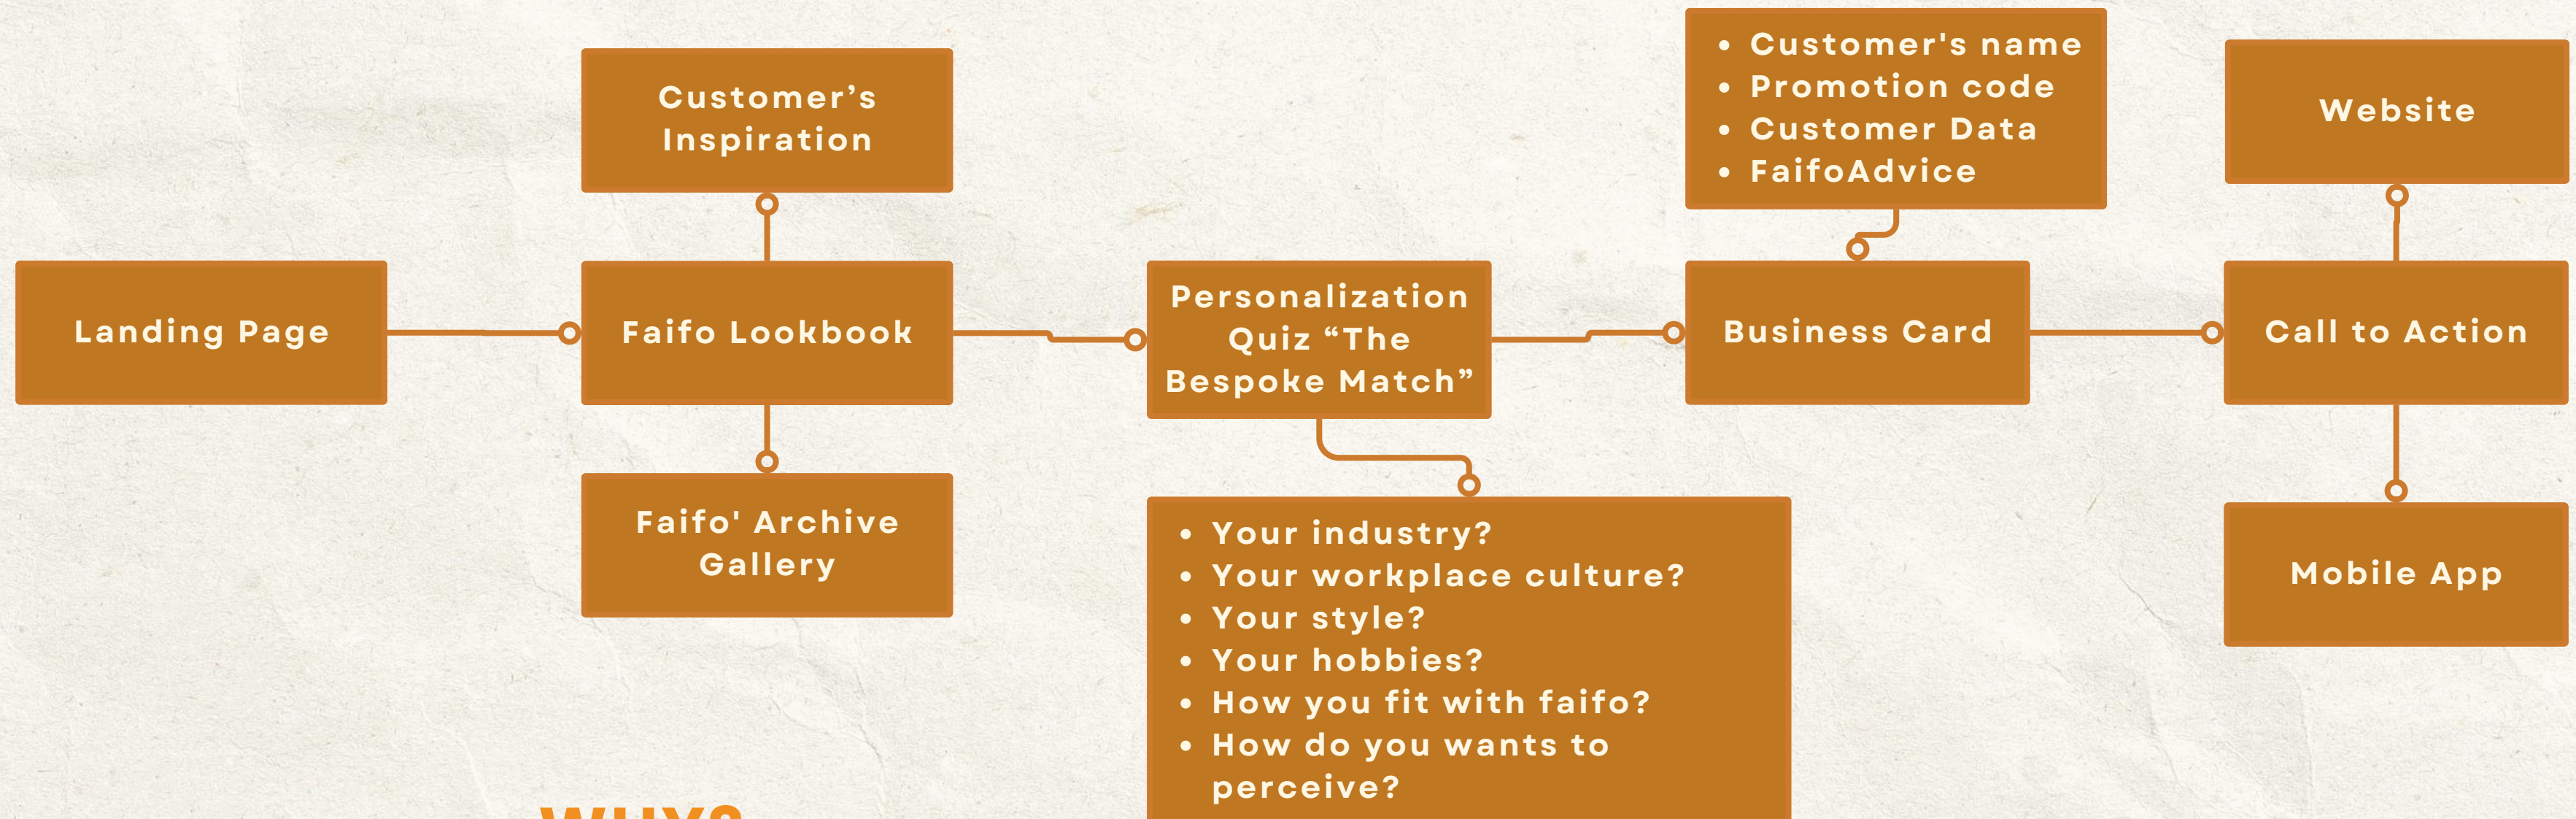 Landing Page
Customer’s
Inspiration
Faifo Lookbook
Faifo' Archive
Gallery
Personalization
Quiz “The
Bespoke Match”
• Your industry?
• Your workplace culture?
• Your style?
• Your hobbies?
• How you fit with faifo?
• How do you wants to
perceive?
• Customer's name
• Promotion code
• Customer Data
• FaifoAdvice
Business Card
Website
Call to Action
Mobile App
WHY?